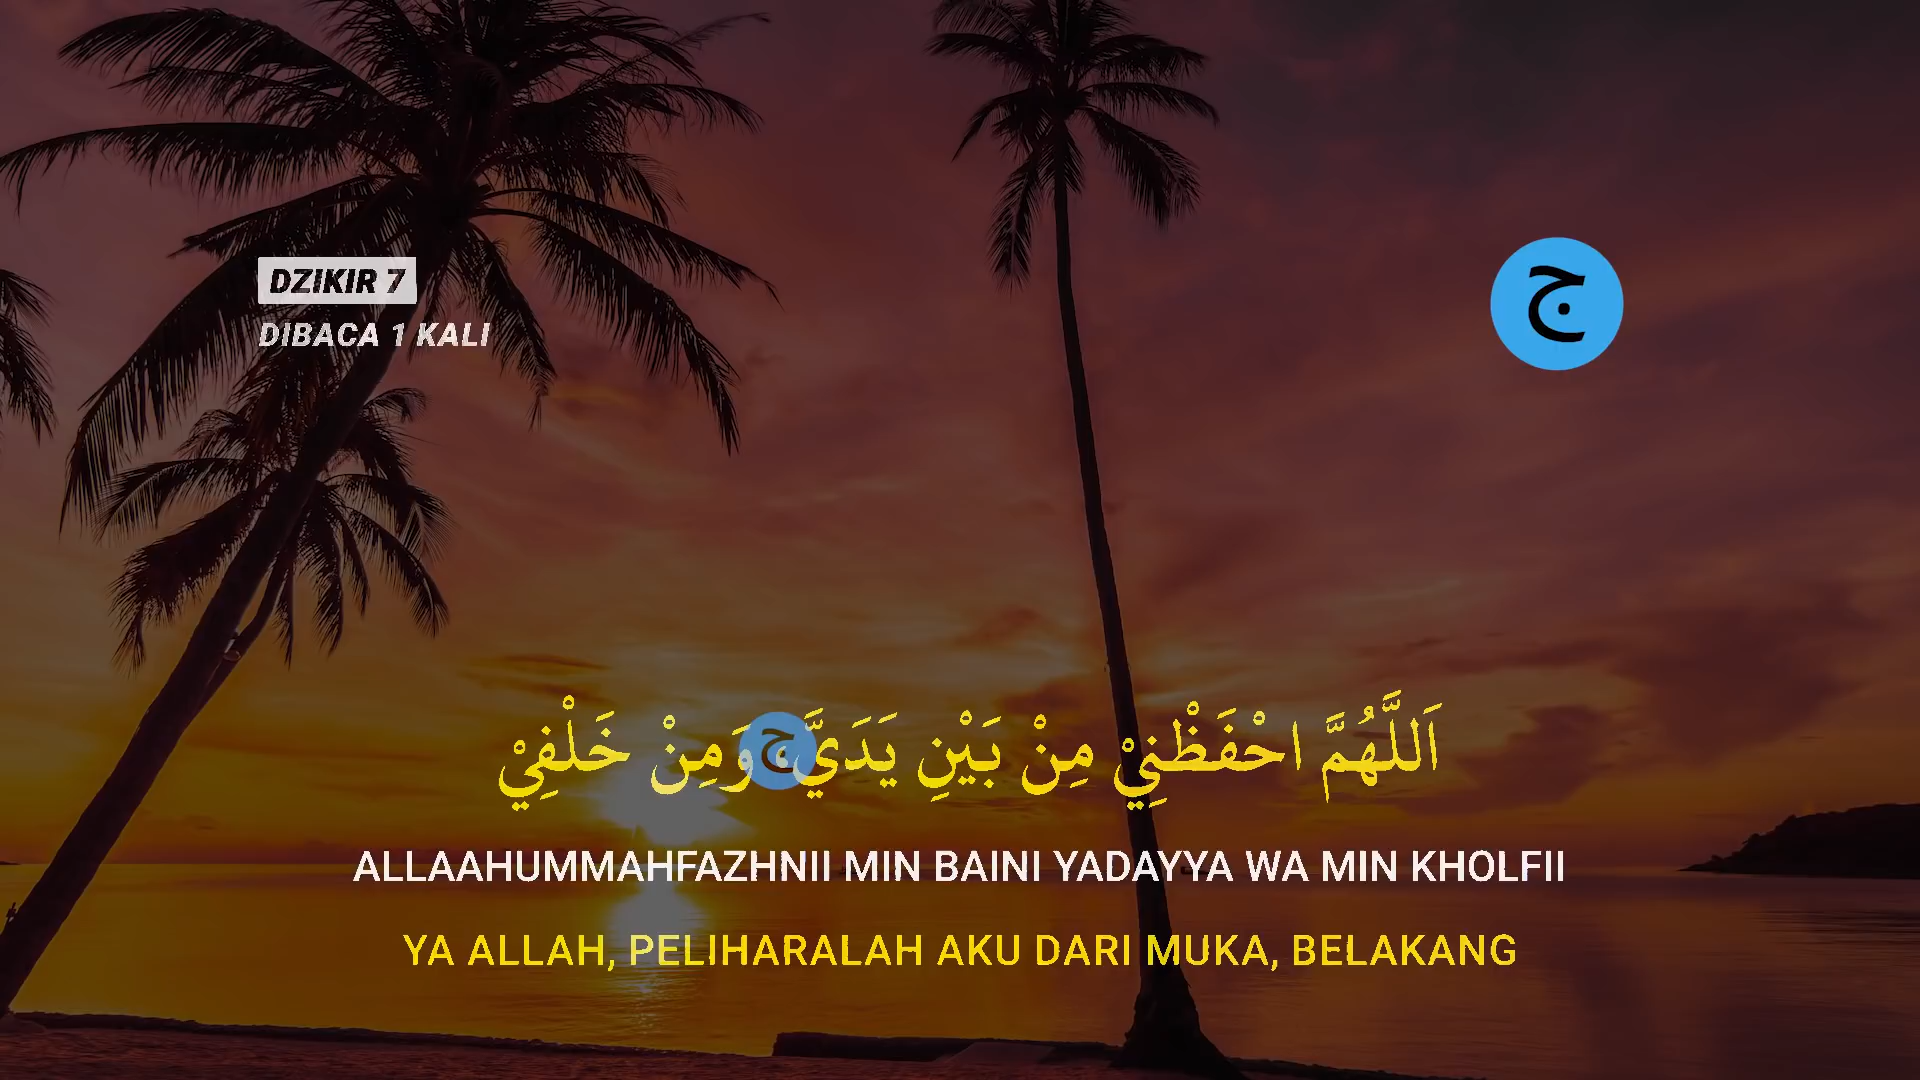 DZIKIR 7
DIBACA 1 KALI
ج
اَللَّهُمَّ احْفَظْنِيْ مِنْ بَيْنِ يَدَيَّ، وَمِنْ خَلْفِيْ
ج
ALLAAHUMMAHFAZHNII MIN BAINI YADAYYA WA MIN KHOLFII
YA ALLAH, PELIHARALAH AKU DARI MUKA, BELAKANG